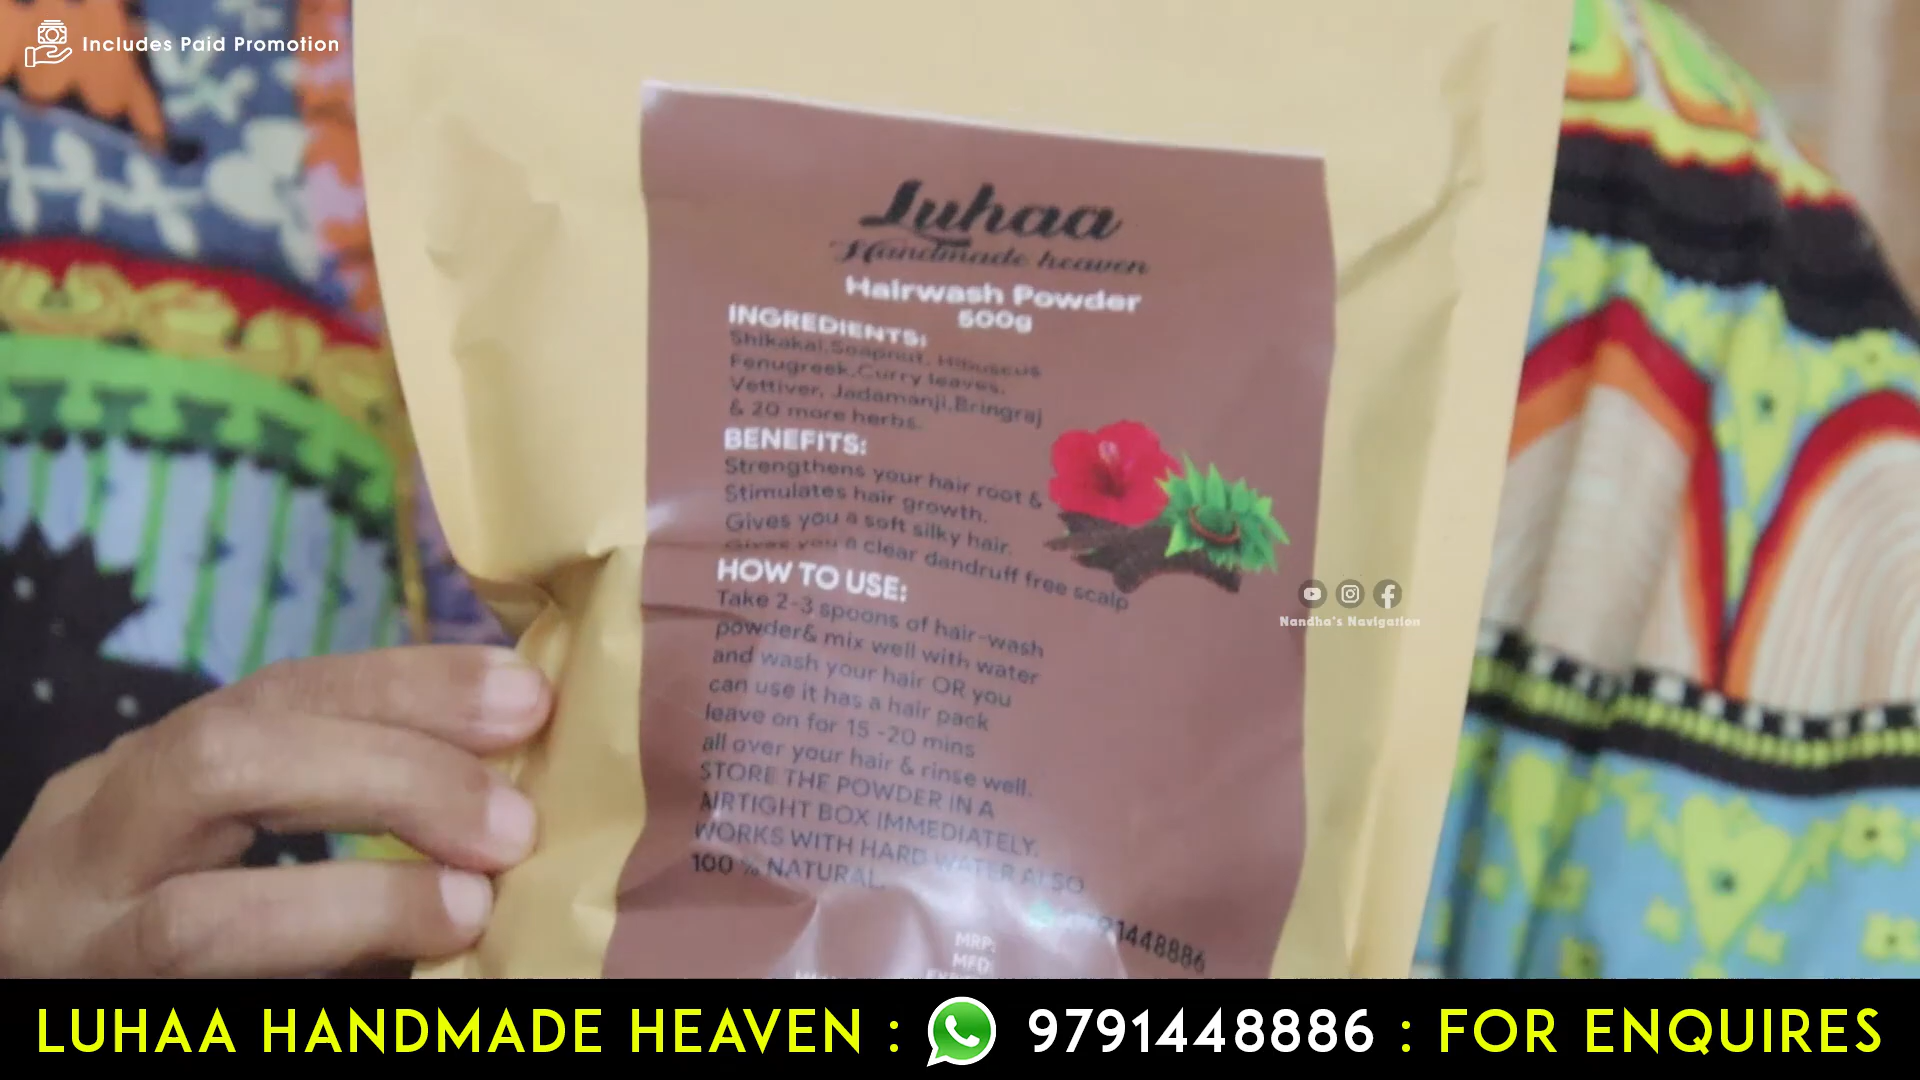 Includes Paid Promotion
Luhaa
Handmade heaven
Hairwash Powder
500g
INGREDIENTS:
Shikakai,Soapnut, Hibuscus
Fenugreek,Curry leaves,
Vettiver, Jadamanji,Bringraj
& 20 more herbs.
BENEFITS:
Strengthens your hair root &
Stimulates hair growth.
Gives you a soft silky hair.
Gives you a clear dandruff free scalp
HOW TO USE:
Take 2-3 spoons of hair-wash
powder& mix well with water
and wash your hair OR you
can use it has a hair pack
leave on for 15 -20 mins
all over your hair & rinse well.
STORE THE POWDER IN A
AIRTIGHT BOX IMMEDIATELY.
WORKS WITH HARD WATER ALSO
100 % NATURAL.
9791448886
MRP:
MFD:
Nandha's Navigation
LUHAA HANDMADE HEAVEN : 9791448886 : FOR ENQUIRES